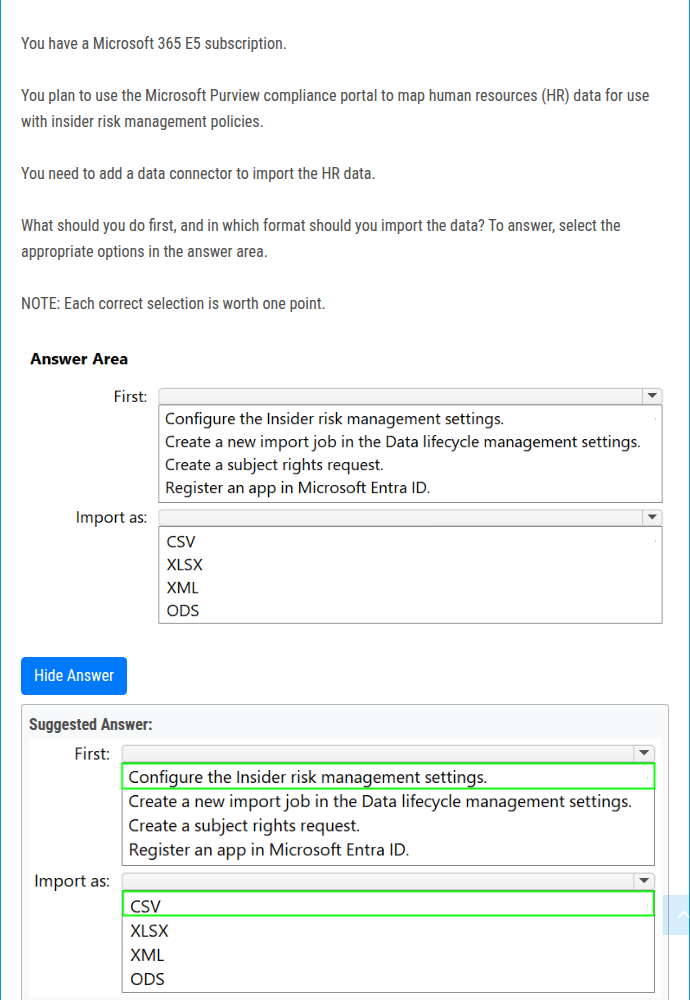 You have a Microsoft 365 E5 subscription.
You plan to use the Microsoft Purview compliance portal to map human resources (HR) data for use
with insider risk management policies.
You need to add a data connector to import the HR data.
What should you do first, and in which format should you import the data? To answer, select the
appropriate options in the answer area.
NOTE: Each correct selection is worth one point.
Answer Area
First:
Configure the Insider risk management settings.
Create a new import job in the Data lifecycle management settings.
Create a subject rights request.
Register an app in Microsoft Entra ID.
Import as:
CSV
XLSX
XML
ODS
Hide Answer
Suggested Answer:
First:
Configure the Insider risk management settings.
Create a new import job in the Data lifecycle management settings.
Create a subject rights request.
Register an app in Microsoft Entra ID.
Import as:
CSV
XLSX
XML
ODS